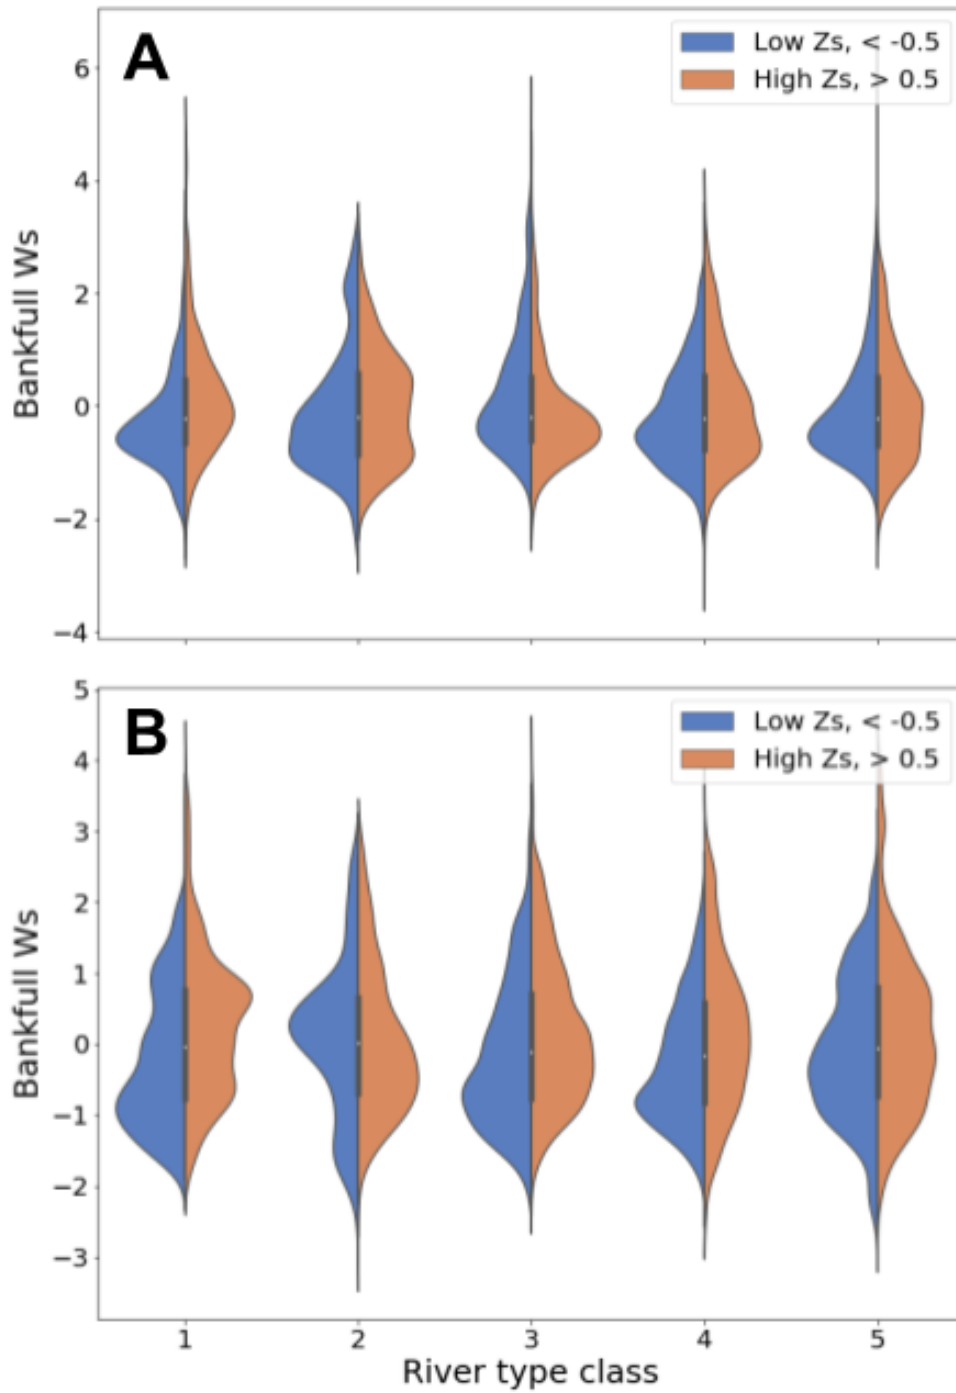 A
Low Zs, < -0.5
High Zs, > 0.5
6
4
2
0
−2
−4
Bankfull Ws
B
Low Zs, < -0.5
High Zs, > 0.5
5
4
3
2
1
0
−1
−2
−3
Bankfull Ws
1 2 3 4 5
River type class